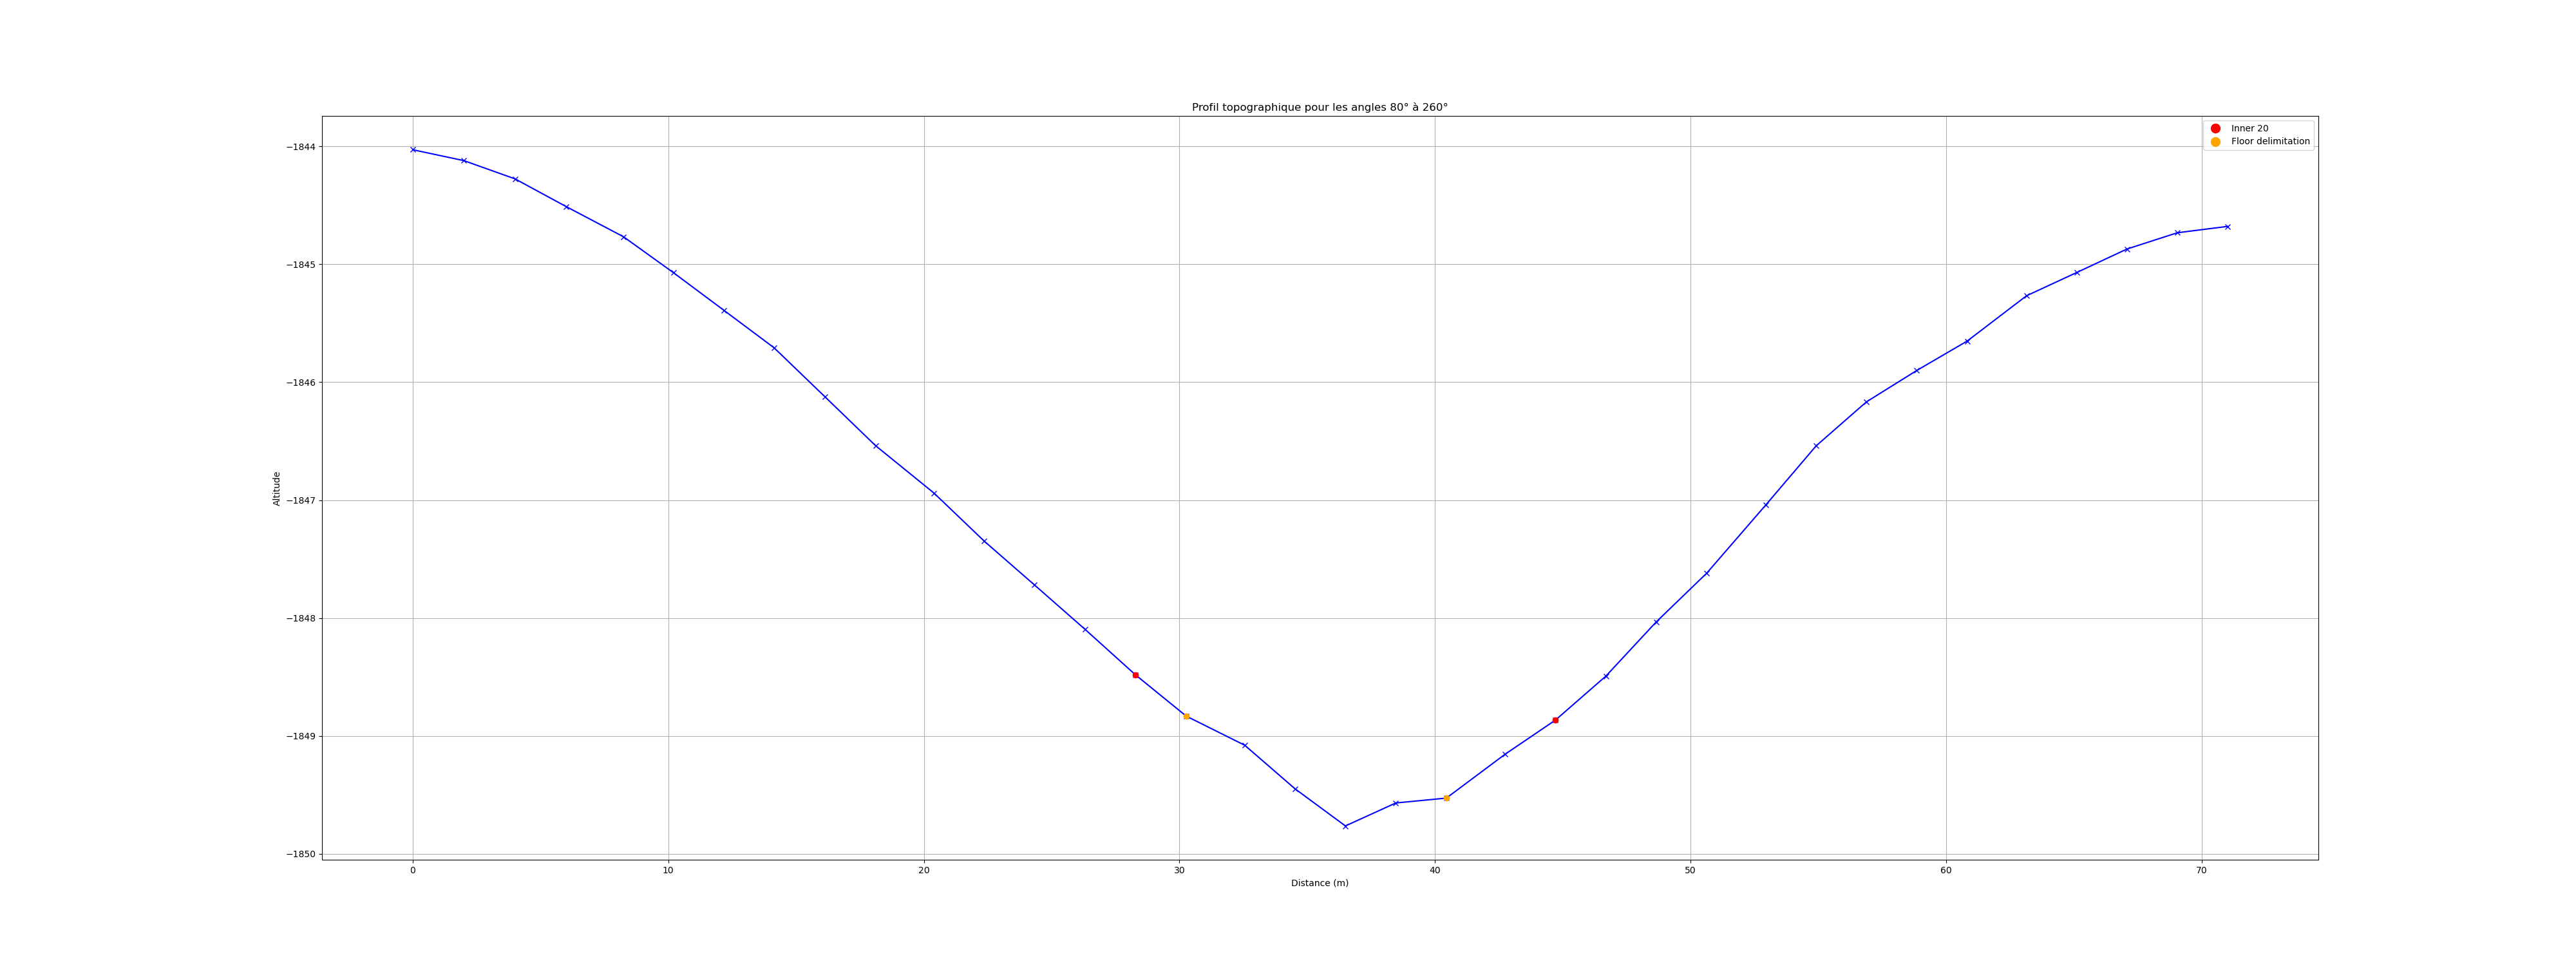 Profil topographique pour les angles 80° à 260°
Inner 20
Floor delimitation
−1844
−1845
−1846
−1847
−1848
−1849
−1850
Altitude
0 10 20 30 40 50 60 70
Distance (m)